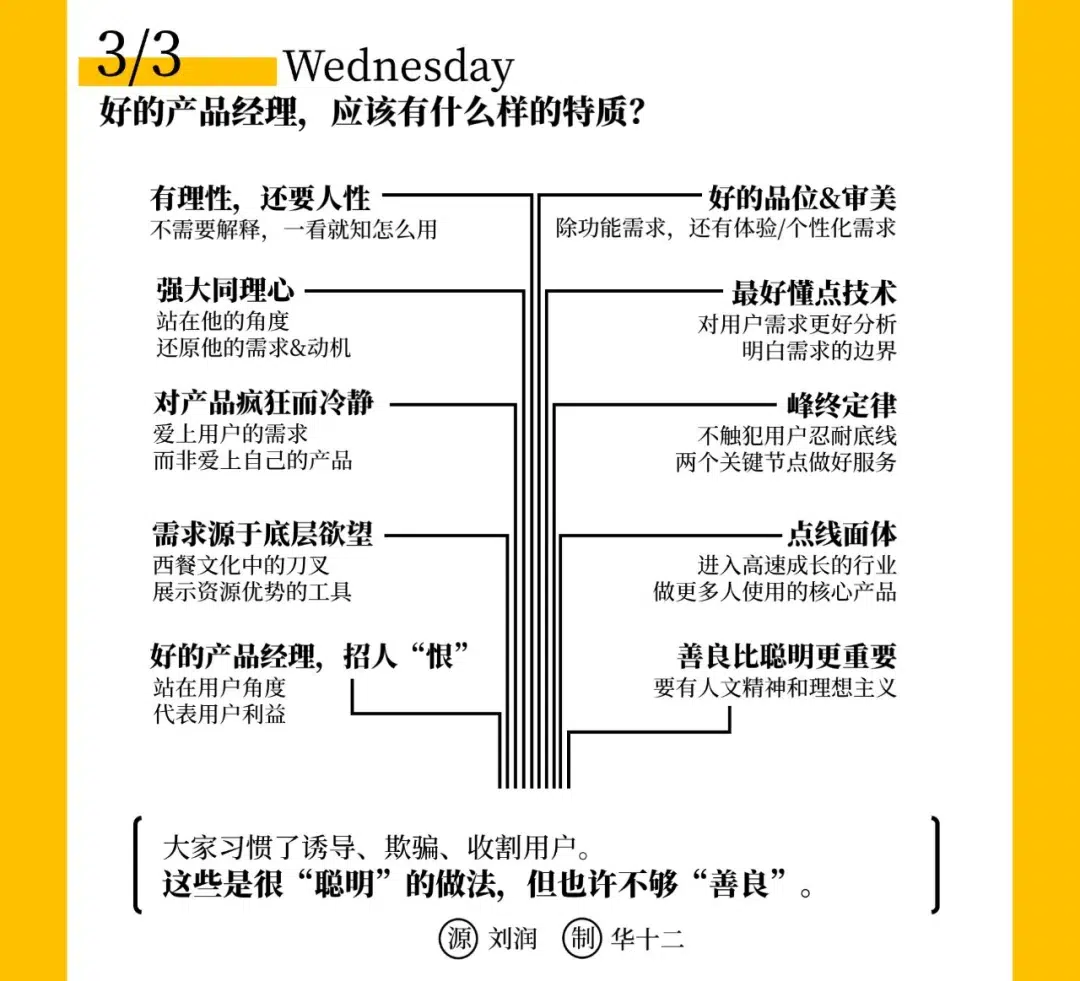 3/3 Wednesday
好的产品经理，应该有什么样的特质？
有理性，还要人性
不需要解释，一看就知怎么用
强大同理心
站在他的角度
还原他的需求&动机
对产品疯狂而冷静
爱上用户的需求
而非爱上自己的产品
需求源于底层欲望
西餐文化中的刀叉
展示资源优势的工具
好的产品经理，招人“恨”
站在用户角度
代表用户利益
好的品位&审美
除功能需求，还有体验/个性化需求
最好懂点技术
对用户需求更好分析
明白需求的边界
峰终定律
不触犯用户忍耐底线
两个关键节点做好服务
点线面体
进入高速成长的行业
做更多人使用的核心产品
善良比聪明更重要
要有人文精神和理想主义
大家习惯了诱导、欺骗、收割用户。
这些是很“聪明”的做法，但也许不够“善良”。
源 刘润 制 华十二